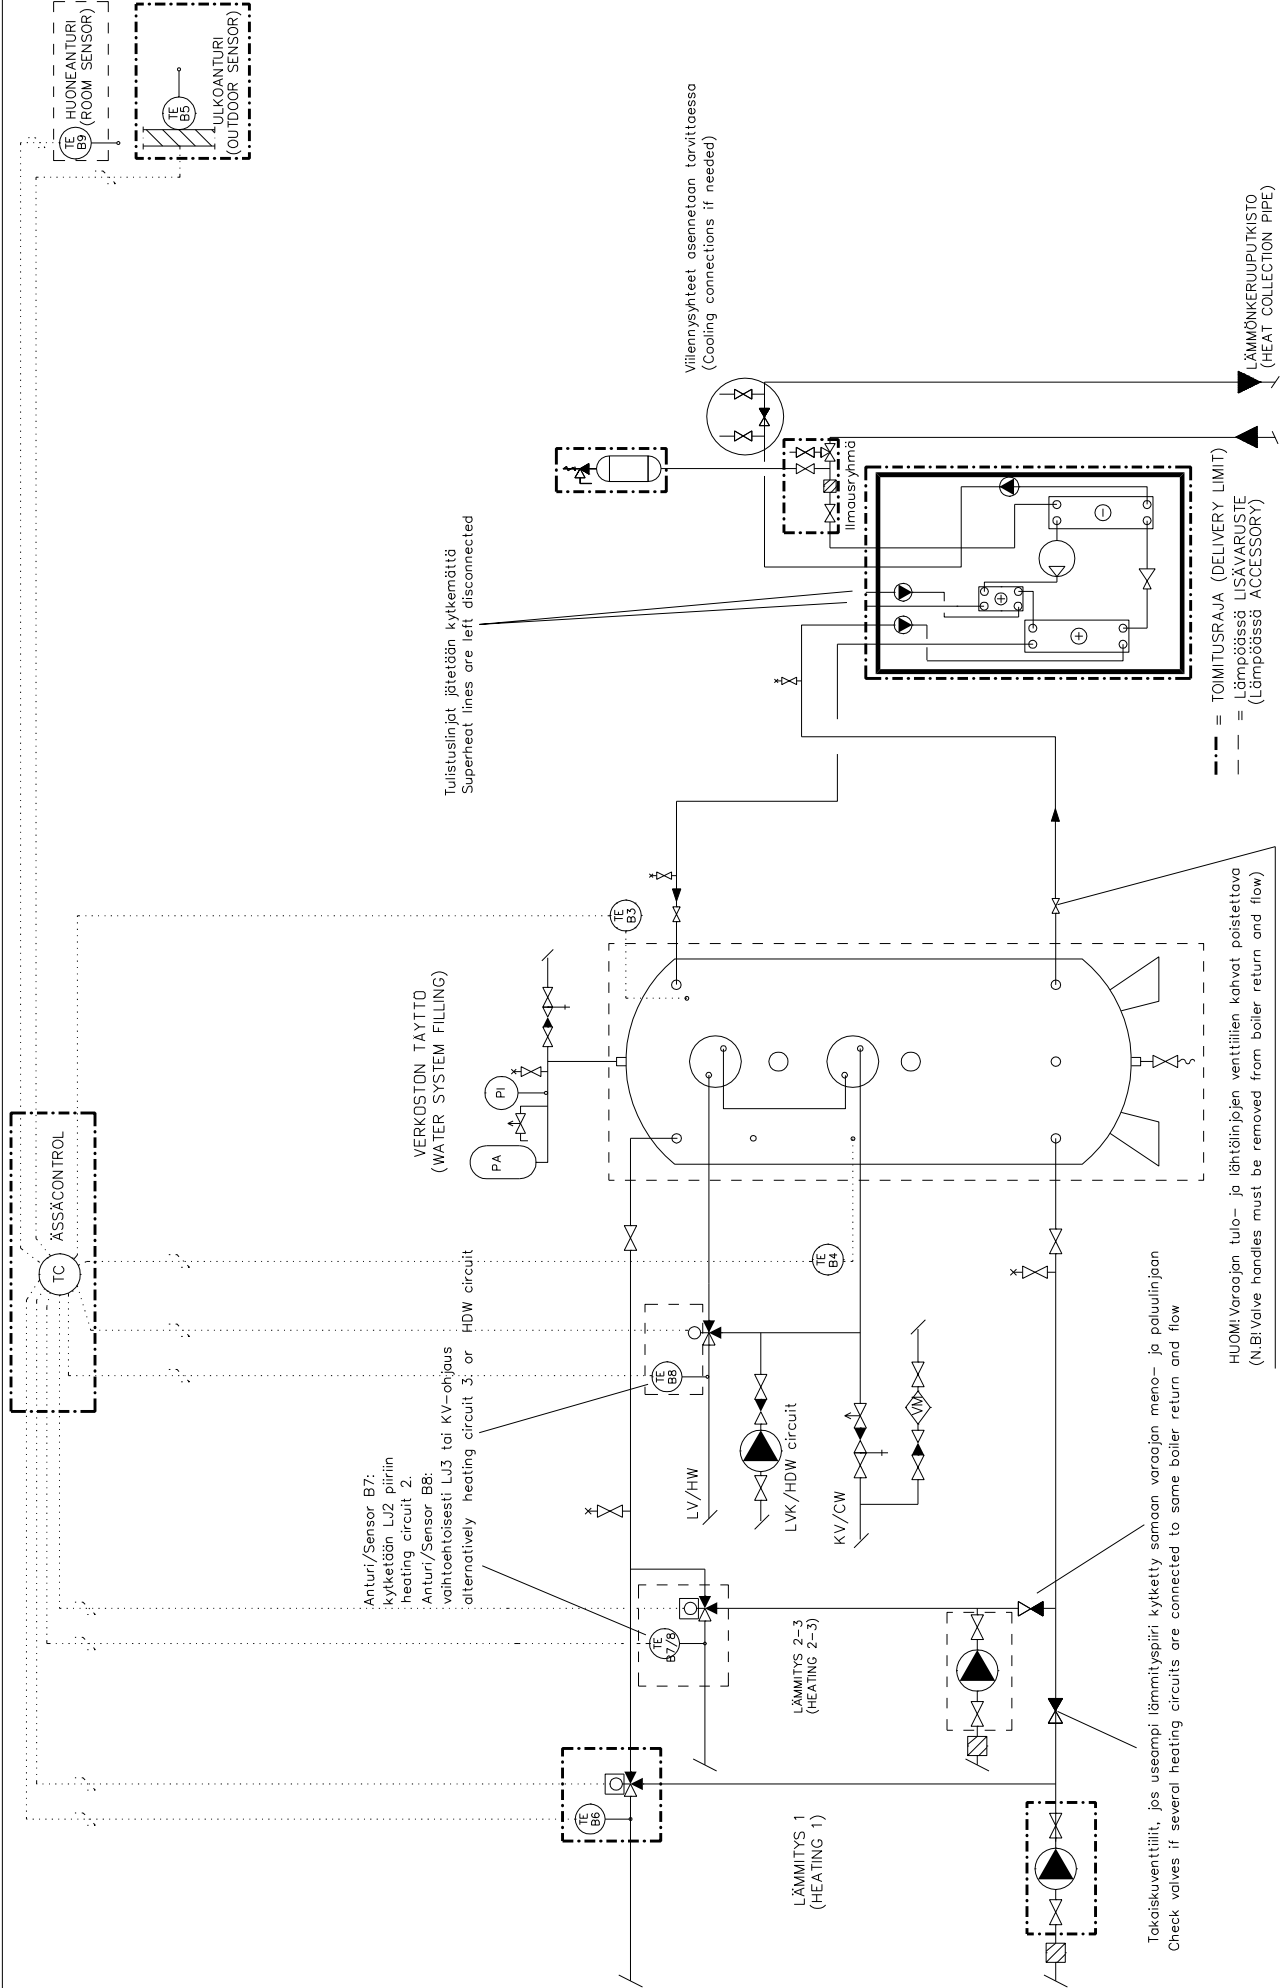 HUONEANTURI
(ROOM SENSOR)
TE
B9
TE
B5
ULKOANTURI
(OUTDOOR SENSOR)
Viilennysyhteet asennetaan tarvittaessa
(Cooling connections if needed)
LÄMMÖNKERUUPUTKISTO
(HEAT COLLECTION PIPE)
Ilmausryhmä
Tulistuslinjat jätetään kytkemättä
Superheat lines are left disconnected
+
+
-
= TOIMITUSRAJA (DELIVERY LIMIT)
= Lämpöässä LISÄVARUSTE
(Lämpöässä ACCESSORY)
TE
B3
VERKOSTON TÄYTTÖ
(WATER SYSTEM FILLING)
PI
PA
TC
ÄSSÄCONTROL
TE
B4
HUOM!Varaajan tulo- ja lähtölinjojen venttiilien kahvat poistettava
(N.B!Valve handles must be removed from boiler return and flow)
Anturi/Sensor B7:
kytketään LJ2 piiriin
heating circuit 2.
Anturi/Sensor B8:
vaihtoehtoisesti LJ3 tai KV-ohjaus
alternatively heating circuit 3 or HDW circuit
TE
B8
LV/HW
LVK/HDW circuit
KV/CW
VM
TE
B7/8
LÄMMITYS 2-3
(HEATING 2-3)
TE
B6
LÄMMITYS 1
(HEATING 1)
Takaiskuventtiilit, jos useampi lämmityspiiri kytketty samaan varaajan meno- ja paluulinjaan
Check valves if several heating circuits are connected to same boiler return and flow